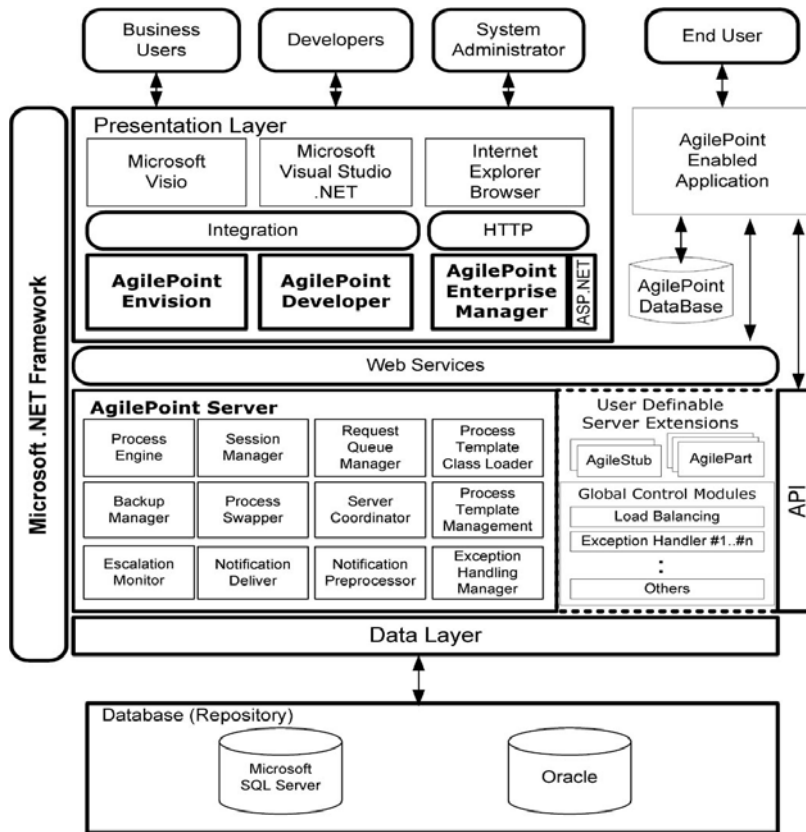 Business
Users
Developers
System
Administrator
End User
Microsoft .NET Framework
Presentation Layer
Microsoft
Visio
Microsoft
Visual Studio
.NET
Internet
Explorer
Browser
AgilePoint
Enabled
Application
Integration
HTTP
AgilePoint
Envision
AgilePoint
Developer
AgilePoint
Enterprise
Manager
ASP.NET
AgilePoint
DataBase
Web Services
AgilePoint Server
Process
Engine
Session
Manager
Request
Queue
Manager
Process
Template
Class Loader
Backup
Manager
Process
Swapper
Server
Coordinator
Process
Template
Management
Escalation
Monitor
Notification
Deliver
Notification
Preprocessor
Exception
Handling
Manager
User Definable
Server Extensions
AgileStub
AgilePart
Global Control Modules
Load Balancing
Exception Handler #1..#n
:
Others
API
Data Layer
Database (Repository)
Microsoft
SQL Server
Oracle